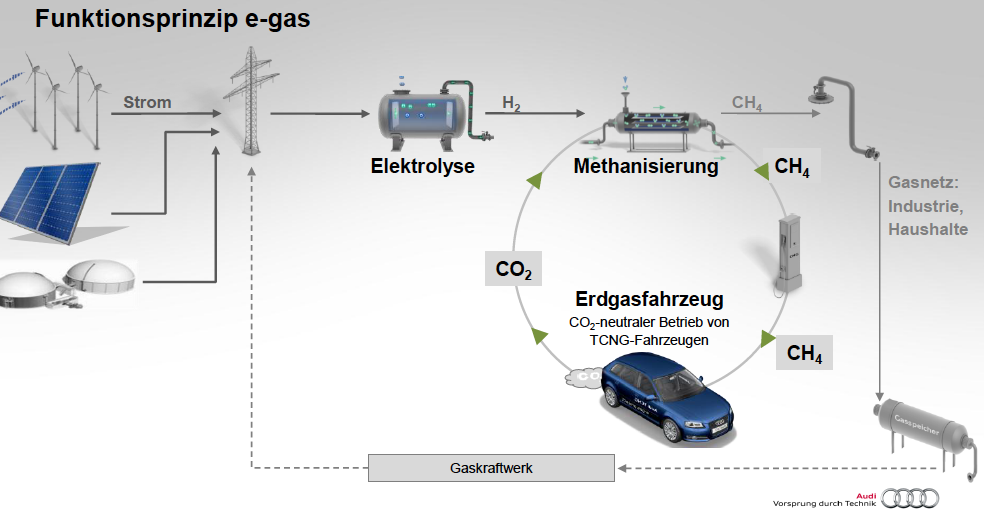 Funktionsprinzip e-gas
Strom
H₂
CH₄
Elektrolyse
Methanisierung
CH₄
Gasnetz:
Industrie,
Haushalte
CO₂
Erdgasfahrzeug
CO₂-neutraler Betrieb von
TCNG-Fahrzeugen
CH₄
CO₂
Gasspeicher
Gaskraftwerk
Audi
Vorsprung durch Technik